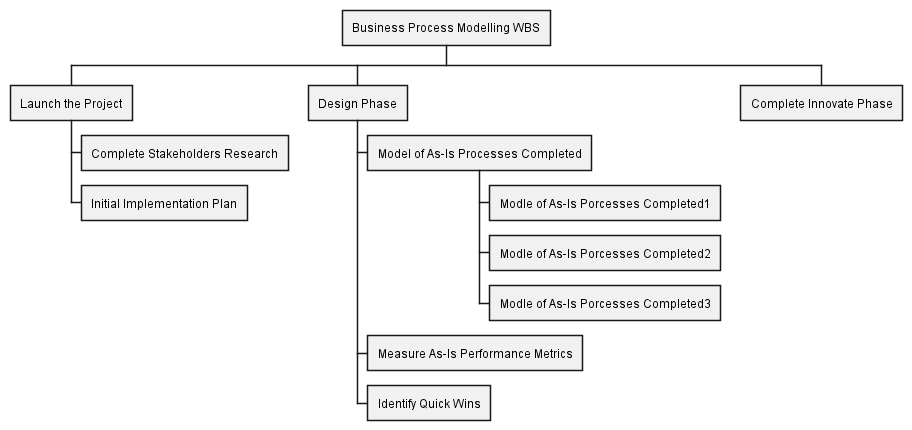 Business Process Modelling WBS
Launch the Project
Design Phase
Complete Innovate Phase
Complete Stakeholders Research
Model of As-Is Processes Completed
Initial Implementation Plan
Modle of As-Is Porcesses Completed1
Modle of As-Is Porcesses Completed2
Modle of As-Is Porcesses Completed3
Measure As-Is Performance Metrics
Identify Quick Wins